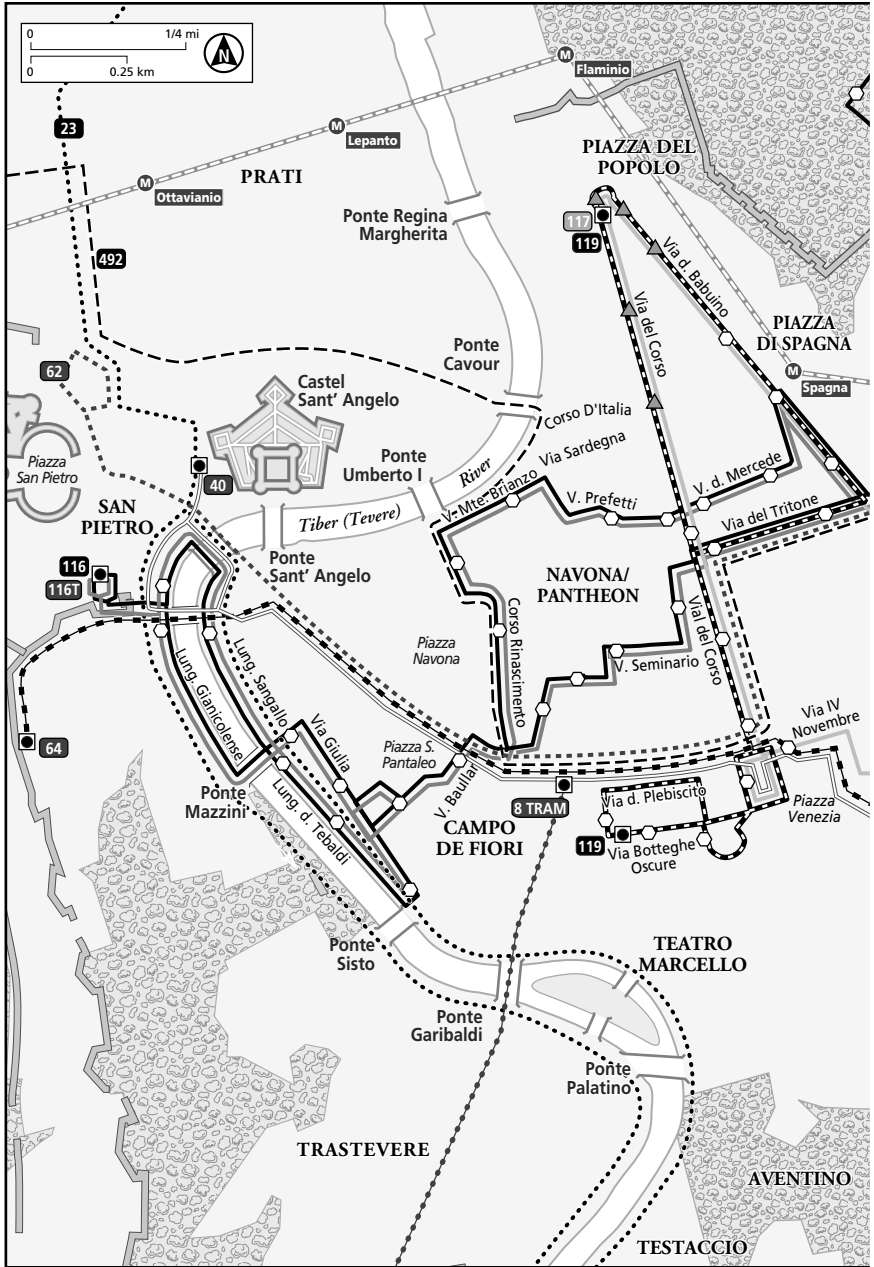 0 1/4 mi
N
0 0.25 km
M
Flaminio
23
M
Lepanto
PIAZZA DEL
POPOLO
PRATI
M
Ottavianio
Ponte Regina
Margherita
117
119
492
Via d. Babuino
Via del Corso
PIAZZA
DI SPAGNA
Ponte
Cavour
62
M
Spagna
Castel
Sant' Angelo
Corso D'Italia
Via Sardegna
Piazza
San Pietro
Ponte
Umberto I
River
V. d. Mercede
40
V. Mte. Brianzo
V. Prefetti
SAN
PIETRO
Tiber (Tevere)
Via del Tritone
Ponte
Sant' Angelo
116
116T
NAVONA/
PANTHEON
Piazza
Navona
Corso Rinascimento
Vial del Corso
V. Seminario
Lung. Gianicolense
Lung. Sangallo
Via Giulia
Via IV
Novembre
64
Piazza S.
Pantaleo
V. Baullari
Ponte
Mazzini
Lung. d. Tebaldi
8 TRAM
Via d. Plebiscito
Piazza
Venezia
CAMPO
DE FIORI
119
Via Botteghe
Oscure
Ponte
Sisto
TEATRO
MARCELLO
Ponte
Garibaldi
Ponte
Palatino
TRASTEVERE
AVENTINO
TESTACCIO